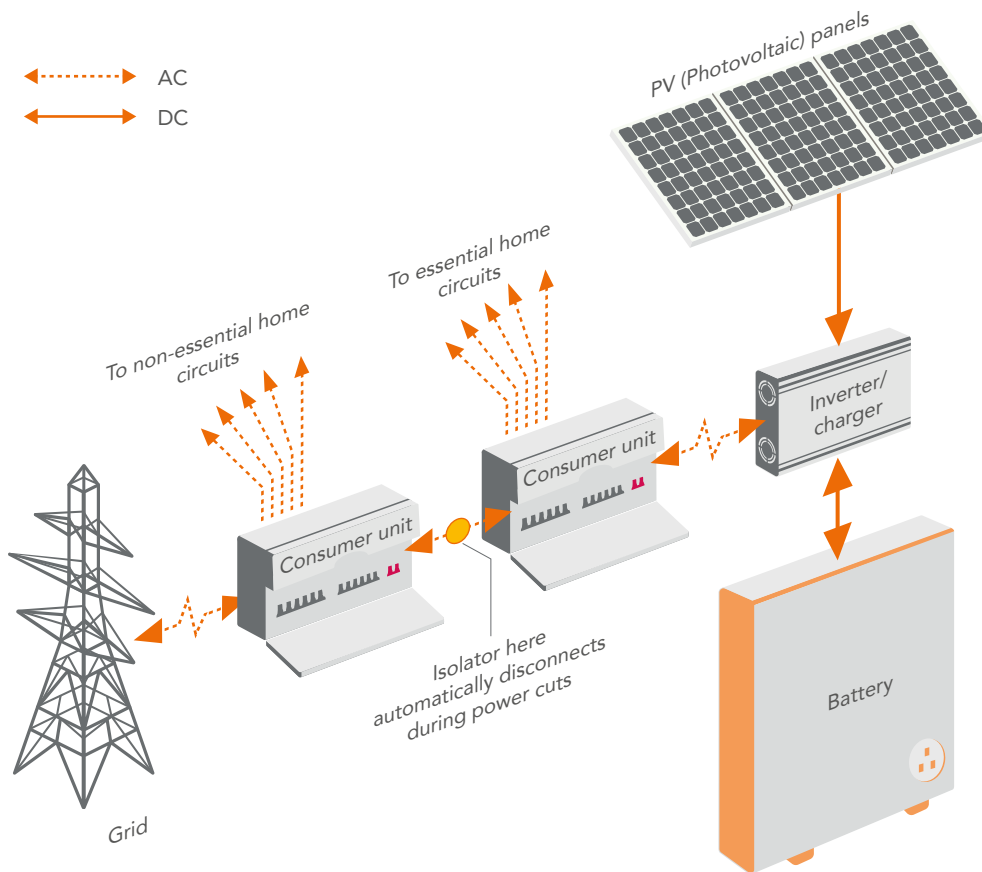 AC
DC
PV (Photovoltaic) panels
To essential home
circuits
To non-essential home
circuits
Inverter/
charger
Consumer unit
Consumer unit
Isolator here
automatically disconnects
during power cuts
Battery
Grid